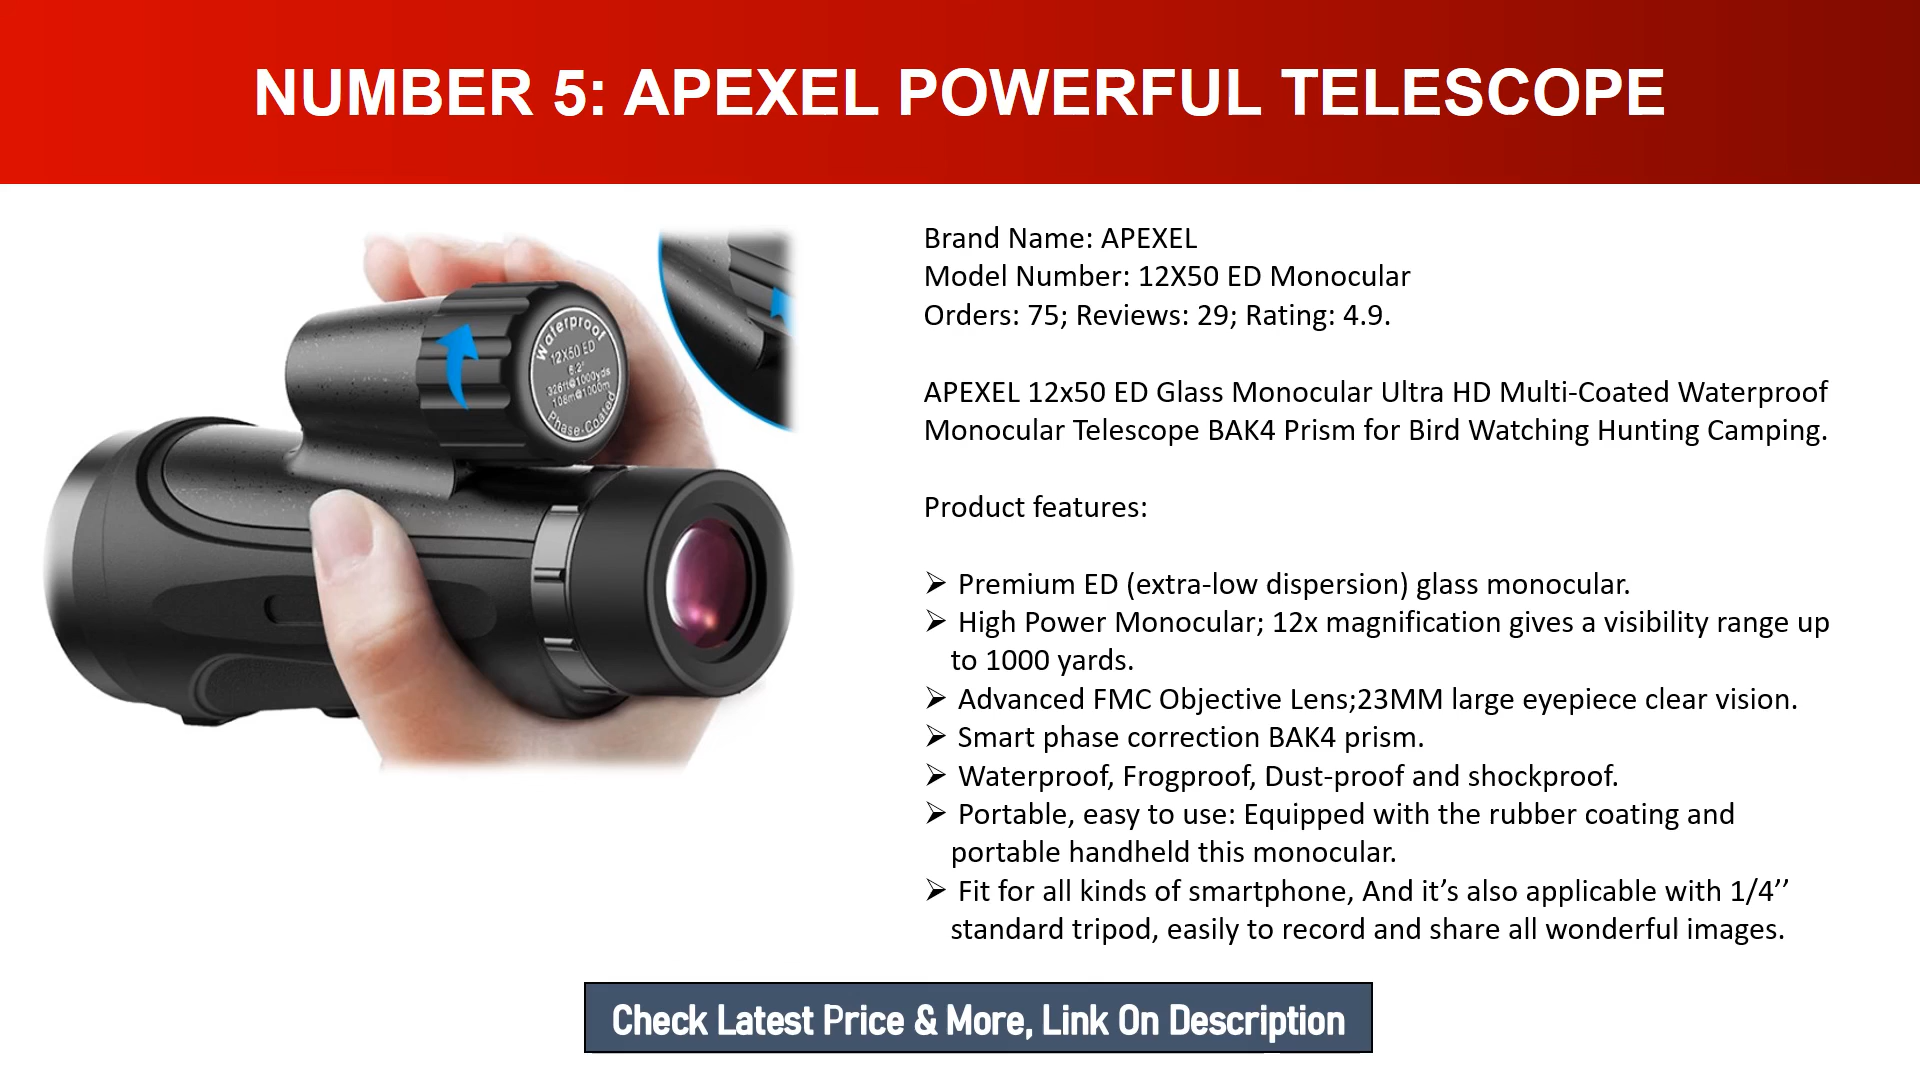 NUMBER 5: APEXEL POWERFUL TELESCOPE
Brand Name: APEXEL
Model Number: 12X50 ED Monocular
Orders: 75; Reviews: 29; Rating: 4.9.
APEXEL 12x50 ED Glass Monocular Ultra HD Multi-Coated Waterproof
Monocular Telescope BAK4 Prism for Bird Watching Hunting Camping.
Product features:
➢ Premium ED (extra-low dispersion) glass monocular.
➢ High Power Monocular; 12x magnification gives a visibility range up
to 1000 yards.
➢ Advanced FMC Objective Lens;23MM large eyepiece clear vision.
➢ Smart phase correction BAK4 prism.
➢ Waterproof, Frogproof, Dust-proof and shockproof.
➢ Portable, easy to use: Equipped with the rubber coating and
portable handheld this monocular.
➢ Fit for all kinds of smartphone, And it’s also applicable with 1/4’’
standard tripod, easily to record and share all wonderful images.
Waterproof
12X50 ED
6.2°
326ft@1000yds
108m@1000m
Phase-Coated
Check Latest Price & More, Link On Description